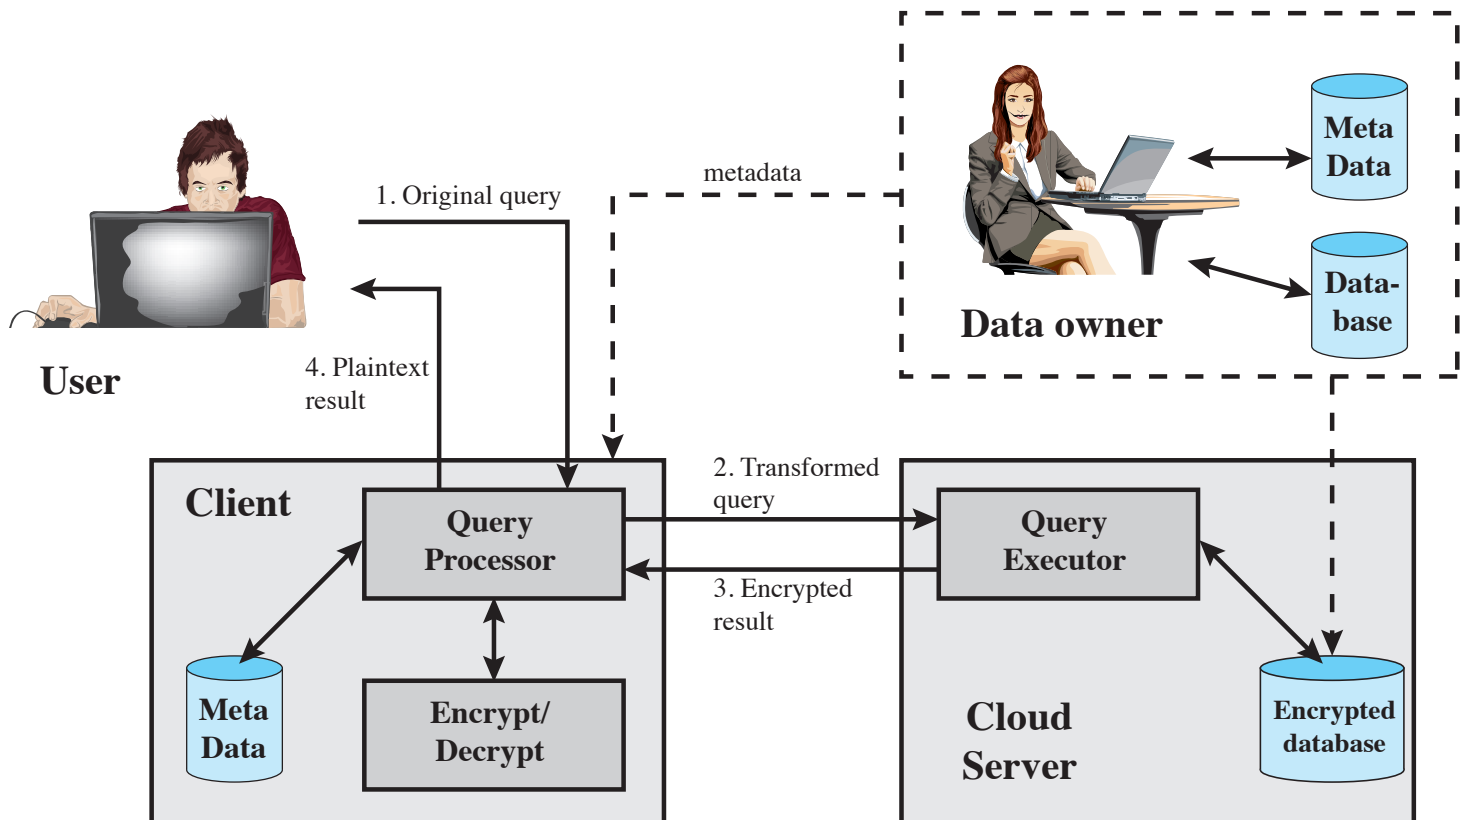 Meta
Data
metadata
1. Original query
Data-
base
Data owner
4. Plaintext
result
User
2. Transformed
query
Client
Query
Processor
Query
Executor
3. Encrypted
result
Meta
Data
Encrypt/
Decrypt
Cloud
Server
Encrypted
database